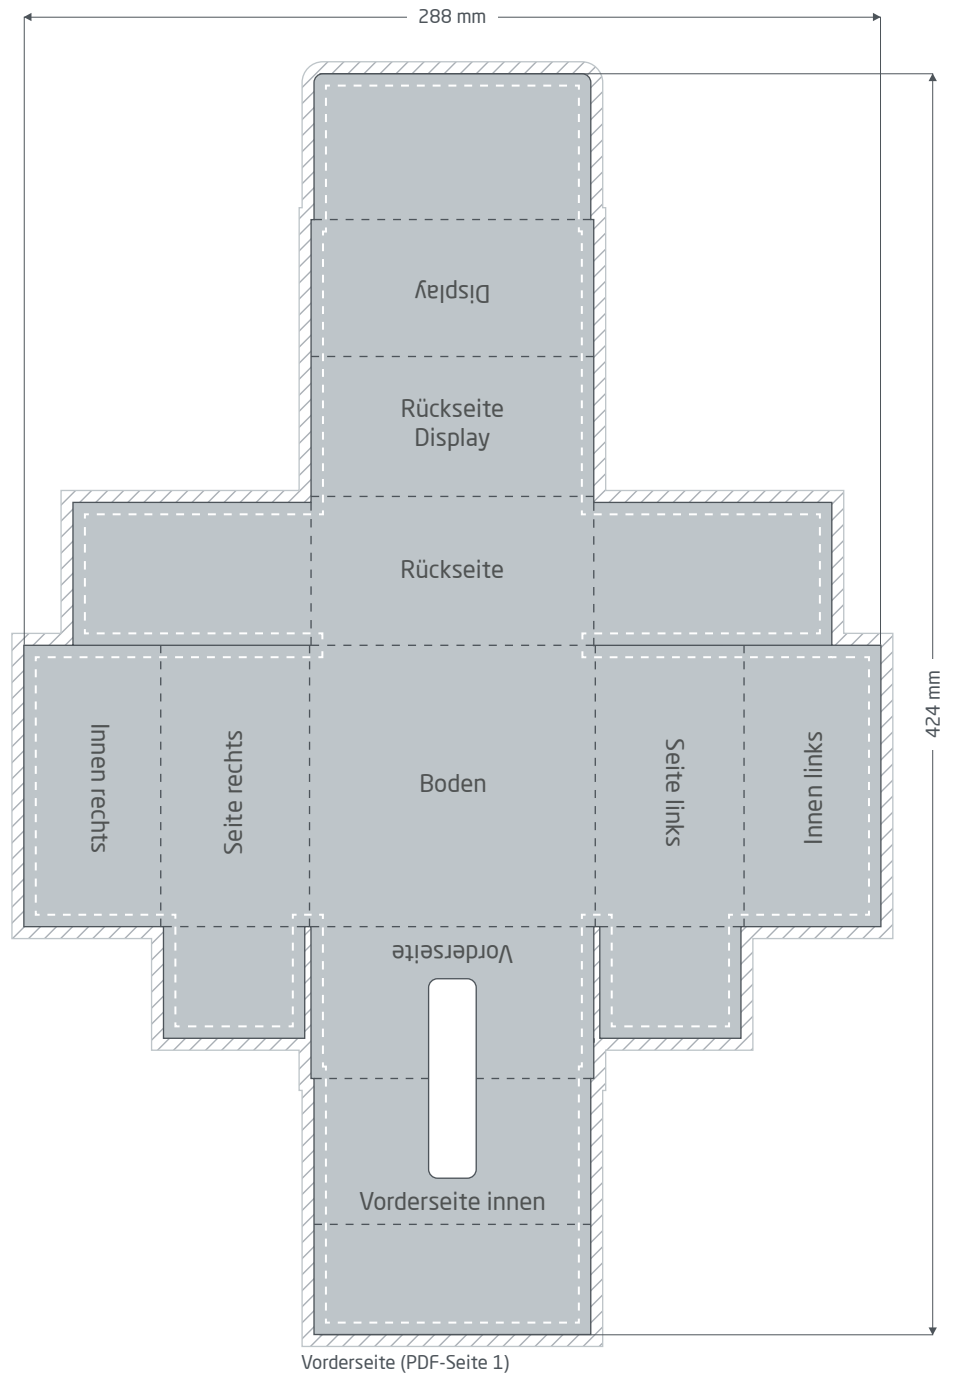 288 mm
Display
Rückseite
Display
Rückseite
424 mm
Innen rechts
Seite rechts
Boden
Seite links
Innen links
Vorderseite
Vorderseite innen
Vorderseite (PDF-Seite 1)